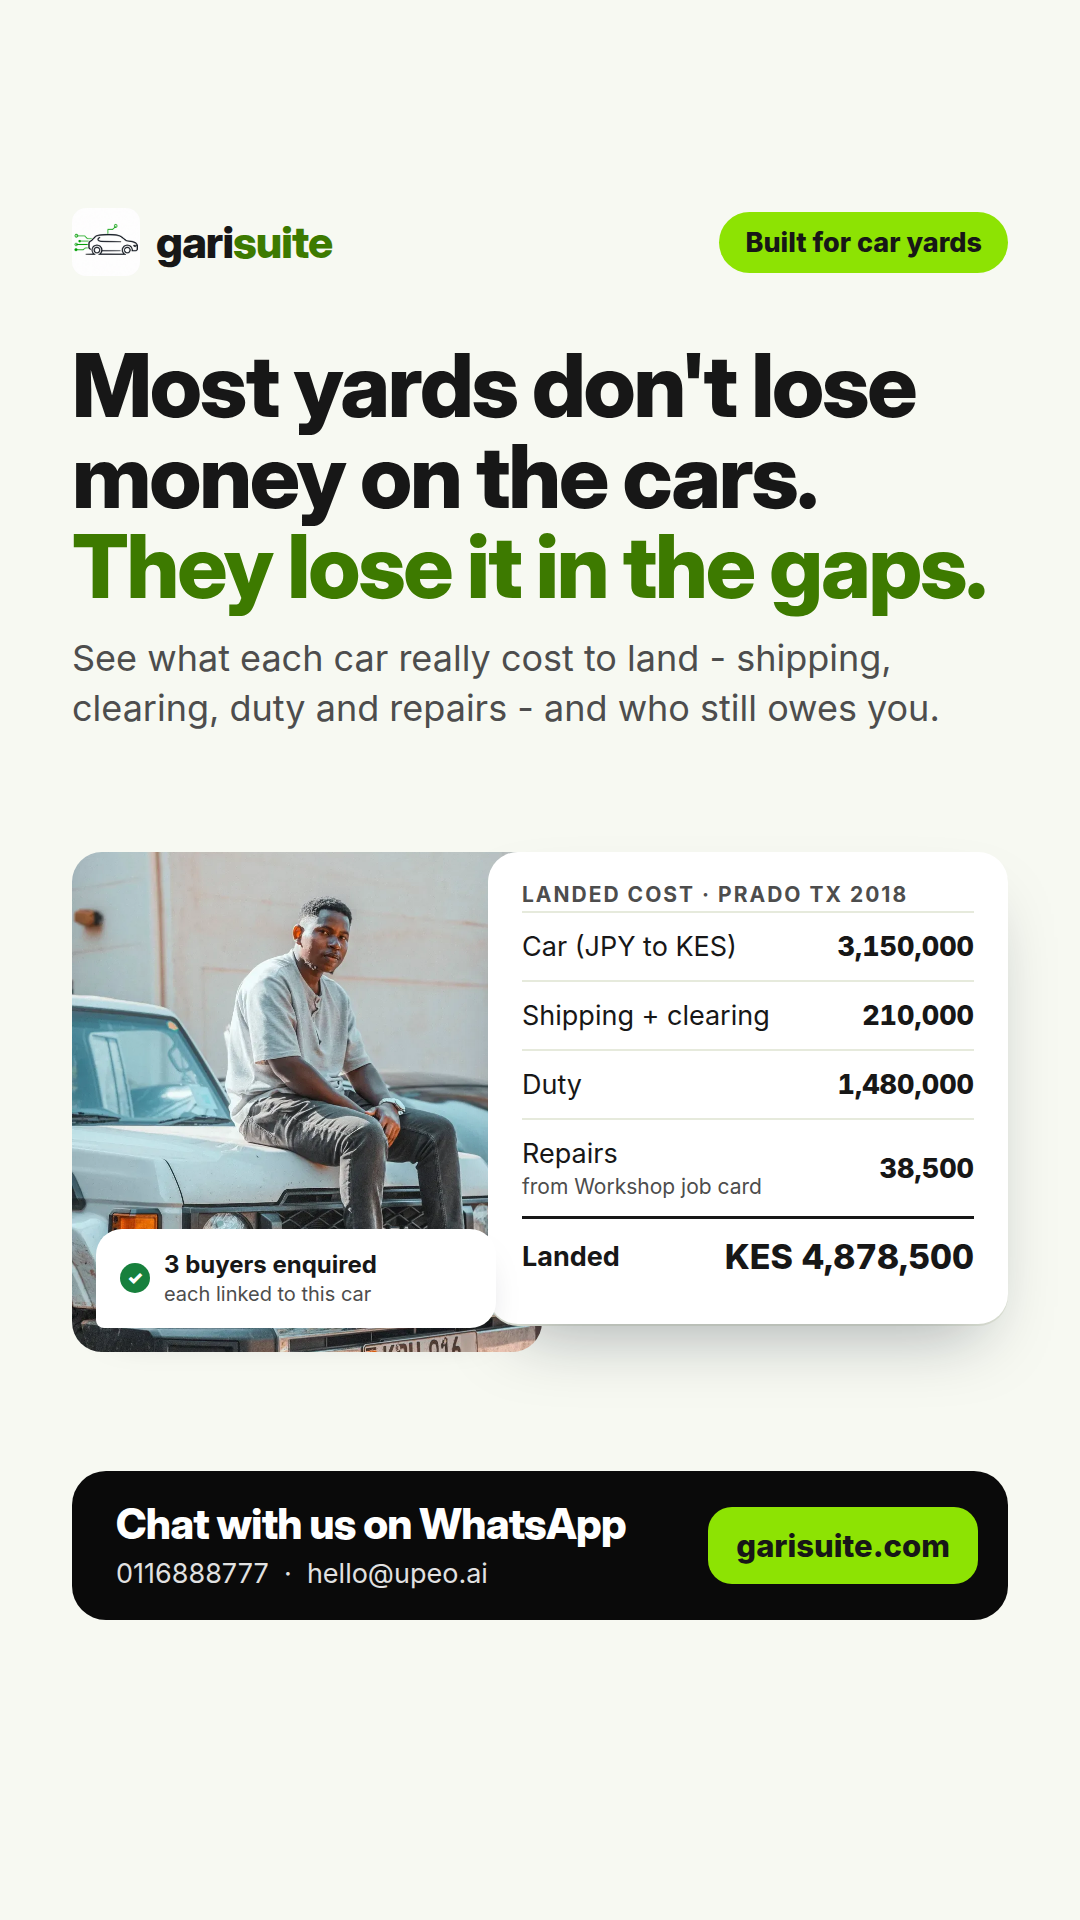 garisuite
Built for car yards
Most yards don't lose
money on the cars.
They lose it in the gaps.
See what each car really cost to land - shipping,
clearing, duty and repairs - and who still owes you.
LANDED COST · PRADO TX 2018
Car (JPY to KES) 3,150,000
Shipping + clearing 210,000
Duty 1,480,000
Repairs 38,500
from Workshop job card
Landed KES 4,878,500
3 buyers enquired
each linked to this car
Chat with us on WhatsApp
0116888777 · hello@upeo.ai
garisuite.com